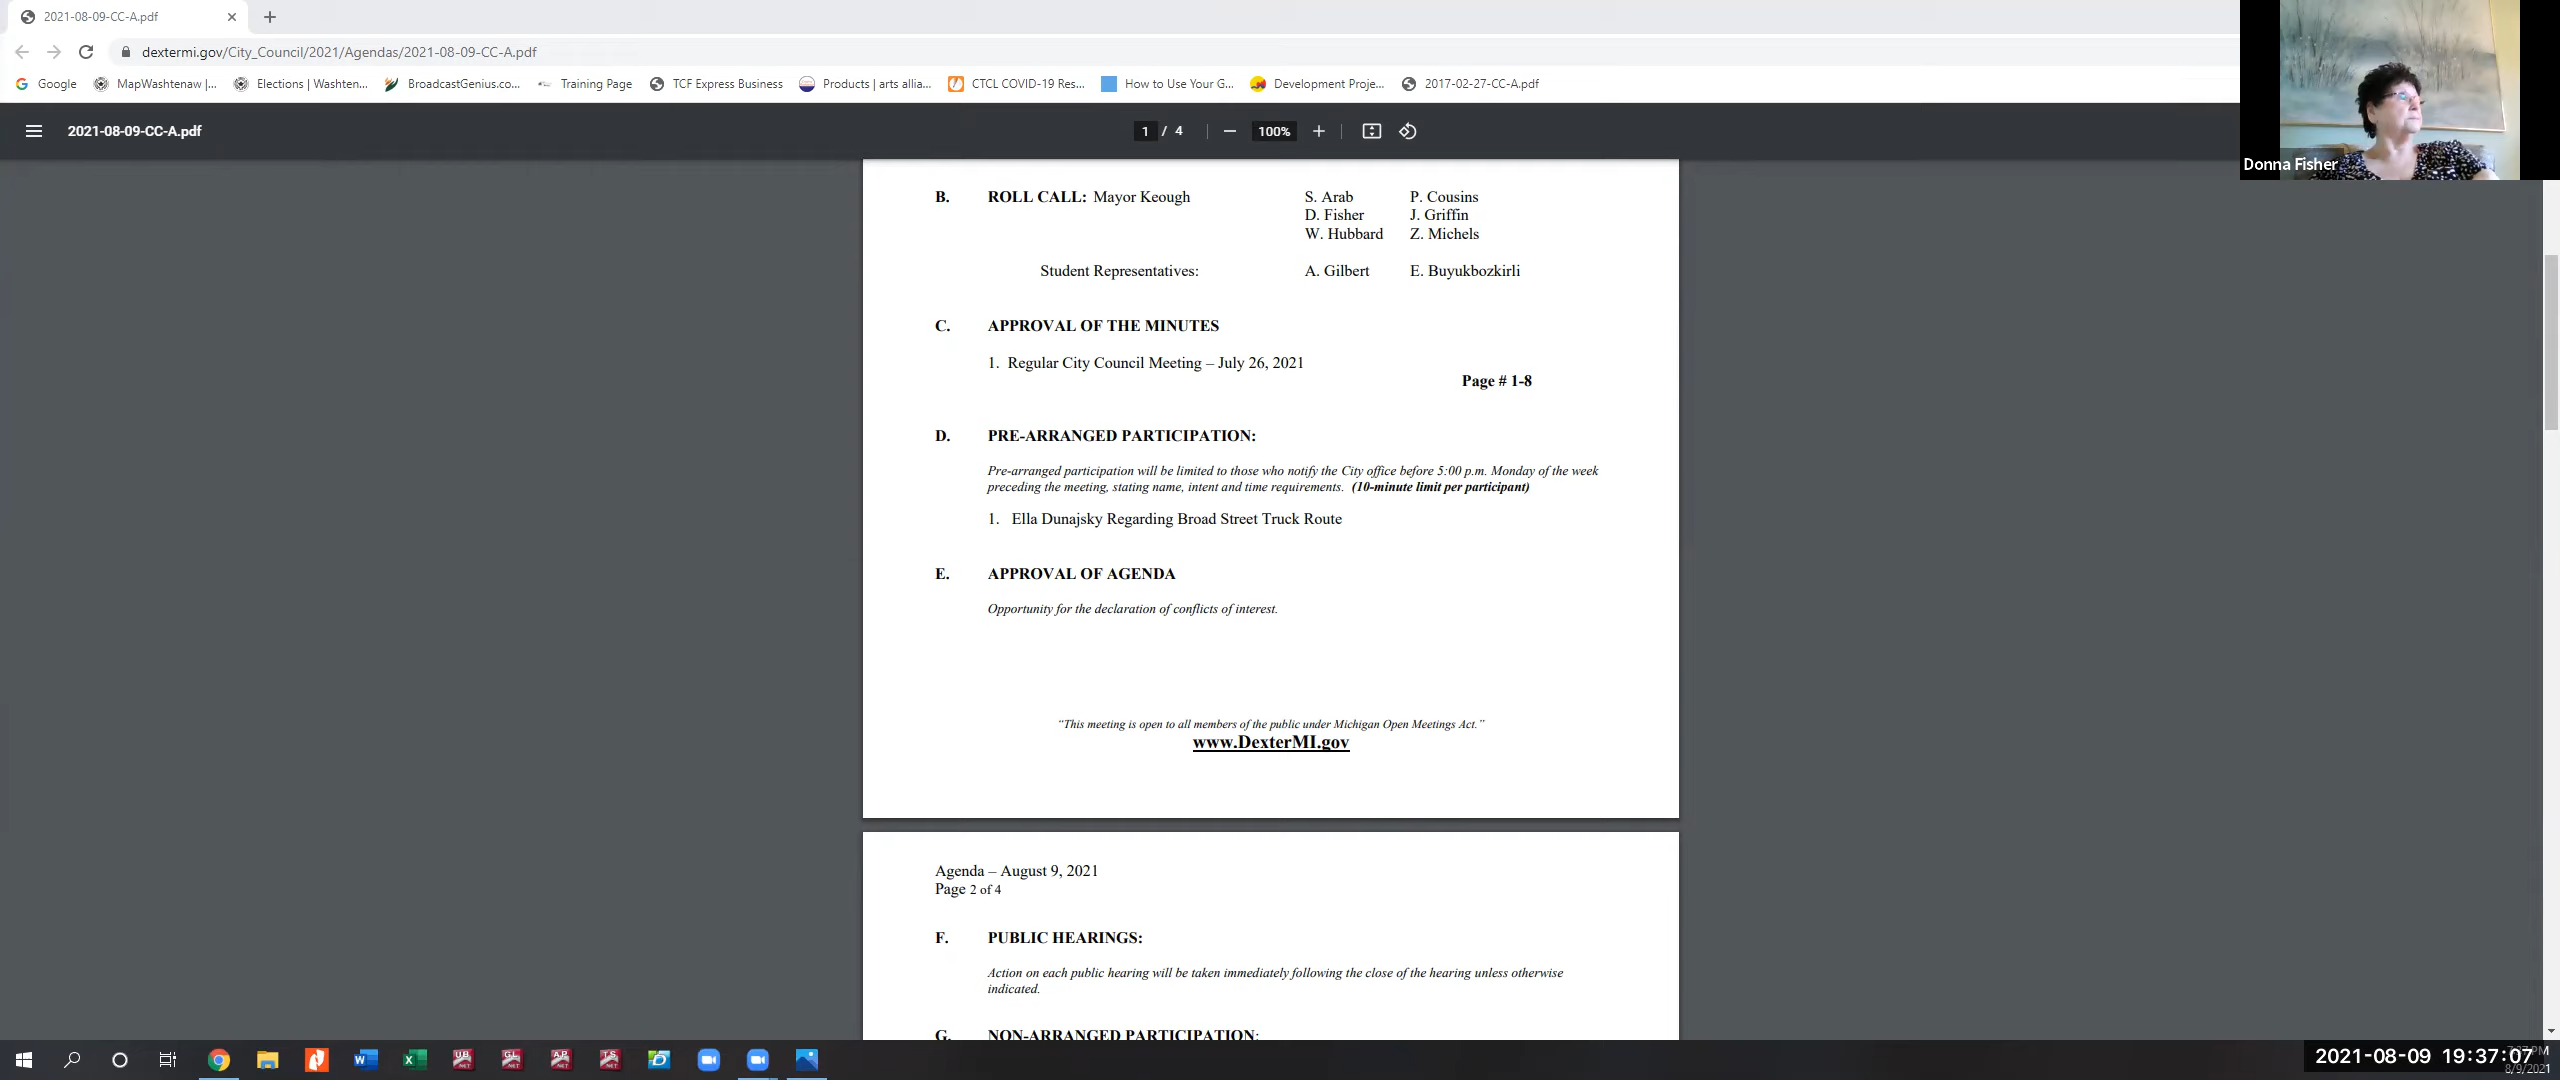 2021-08-09-CC-A.pdf
dextermi.gov/City_Council/2021/Agendas/2021-08-09-CC-A.pdf
Google MapWashtenaw |... Elections | Washten... BroadcastGenius.co... Training Page TCF Express Business Products | arts allia... CTCL COVID-19 Res... How to Use Your G... Development Proje... 2017-02-27-CC-A.pdf
2021-08-09-CC-A.pdf 1 / 4 100%
Donna Fisher
B. ROLL CALL: Mayor Keough S. Arab P. Cousins
D. Fisher J. Griffin
W. Hubbard Z. Michels
Student Representatives: A. Gilbert E. Buyukbozkirli
C. APPROVAL OF THE MINUTES
1. Regular City Council Meeting – July 26, 2021
Page # 1-8
D. PRE-ARRANGED PARTICIPATION:
Pre-arranged participation will be limited to those who notify the City office before 5:00 p.m. Monday of the week
preceding the meeting, stating name, intent and time requirements. (10-minute limit per participant)
1. Ella Dunajsky Regarding Broad Street Truck Route
E. APPROVAL OF AGENDA
Opportunity for the declaration of conflicts of interest.
“This meeting is open to all members of the public under Michigan Open Meetings Act.”
www.DexterMI.gov
Agenda – August 9, 2021
Page 2 of 4
F. PUBLIC HEARINGS:
Action on each public hearing will be taken immediately following the close of the hearing unless otherwise
indicated.
G. NON-ARRANGED PARTICIPATION:
2021-08-09 19:37:07
8/9/2021